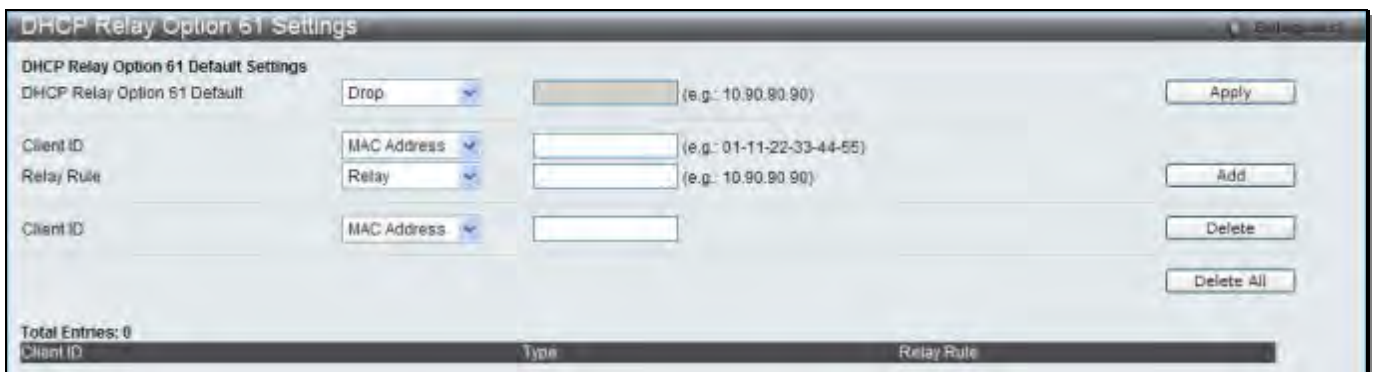 DHCP Relay Option 61 Settings
DHCP Relay Option 61 Default Settings
DHCP Relay Option 61 Default Drop (e.g.: 10.90.90.90) Apply
Client ID MAC Address (e.g.: 01-11-22-33-44-55)
Relay Rule Relay (e.g.: 10.90.90.90) Add
Client ID MAC Address Delete
Delete All
Total Entries: 0
Client ID Type Relay Rule